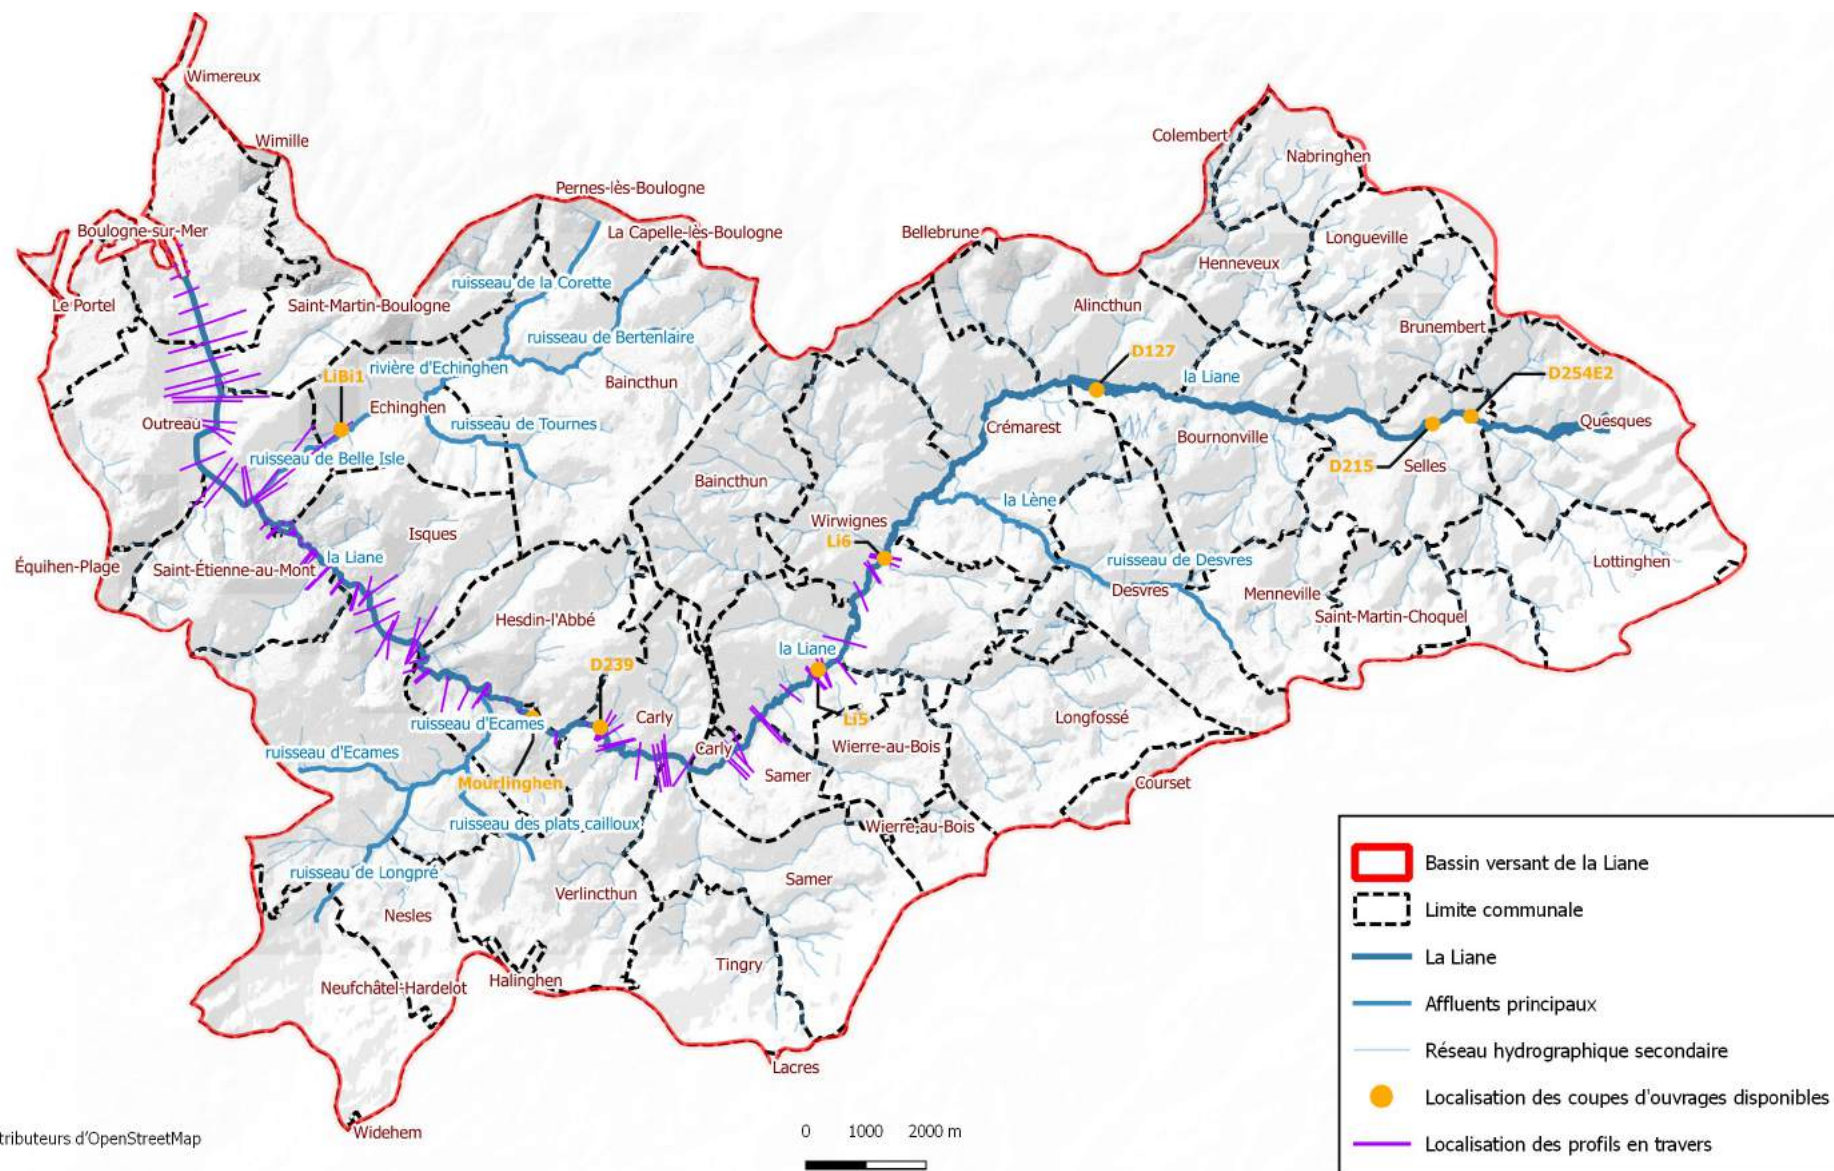 Wimereux
Wimille
Colembert
Nabringhen
Pernes-lès-Boulogne
Boulogne-sur-Mer
La Capelle-lès-Boulogne
Bellebrune
Longueville
Henneveux
ruisseau de la Corette
Le Portel
Saint-Martin-Boulogne
Alincthun
Brunembert
ruisseau de Bertenlaire
D127
rivière d'Echinghen
LiBi1
la Liane
D254E2
Baincthun
Echinghen
Outreau
ruisseau de Tournes
Crémarest
Bournonville
Quesques
ruisseau de Belle Isle
D215
Selles
Baincthun
la Lène
Wirwignes
Isques
Li6
la Liane
ruisseau de Desvres
Lottinghen
Équihen-Plage
Saint-Étienne-au-Mont
Desvres
Menneville
Saint-Martin-Choquel
Hesdin-l'Abbé
la Liane
D239
Carly
Li5
Longfossé
ruisseau d'Ecames
ruisseau d'Ecames
Carly
Wierre-au-Bois
Samer
Mourlinghen
Courset
ruisseau des plats cailloux
Wierre-au-Bois
ruisseau de Longpré
Samer
Verlincthun
Nesles
Tingry
Halinghen
Neufchâtel-Hardelot
Lacres
Widehem
tributeurs d'OpenStreetMap
0 1000 2000 m
Bassin versant de la Liane
Limite communale
La Liane
Affluents principaux
Réseau hydrographique secondaire
Localisation des coupes d'ouvrages disponibles
Localisation des profils en travers